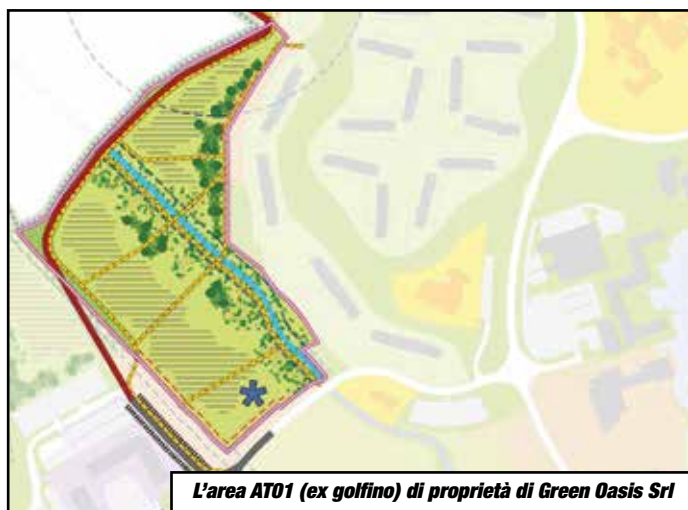 L'area AT01 (ex golfino) di proprietà di Green Oasis Srl